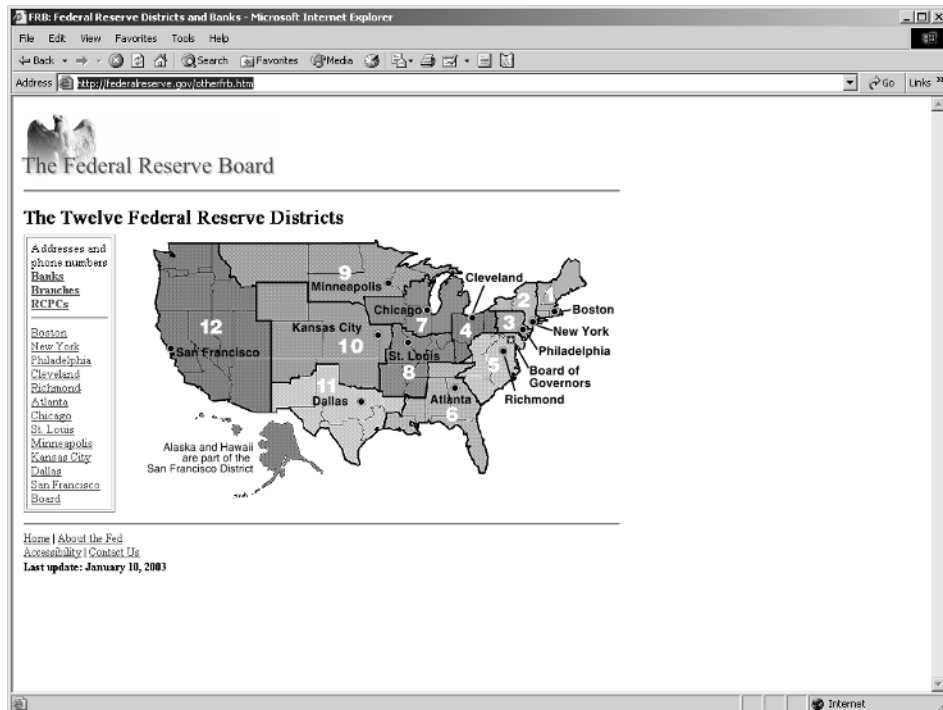 FRB: Federal Reserve Districts and Banks - Microsoft Internet Explorer
File Edit View Favorites Tools Help
Back Search Favorites Media
Address http://federalreserve.gov/otherfrb.htm Go Links »
The Federal Reserve Board
The Twelve Federal Reserve Districts
Addresses and
phone numbers
Banks
Branches
RCPCs
Boston
New York
Philadelphia
Cleveland
Richmond
Atlanta
Chicago
St. Louis
Minneapolis
Kansas City
Dallas
San Francisco
Board
9
Minneapolis
Cleveland
2
1
Boston
Chicago
7
4
3
New York
12
Kansas City
10
San Francisco
St. Louis
Philadelphia
5
Board of
Governors
8
11
Dallas
Atlanta
6
Richmond
Alaska and Hawaii
are part of the
San Francisco District
Home | About the Fed
Accessibility | Contact Us
Last update: January 10, 2003
Internet